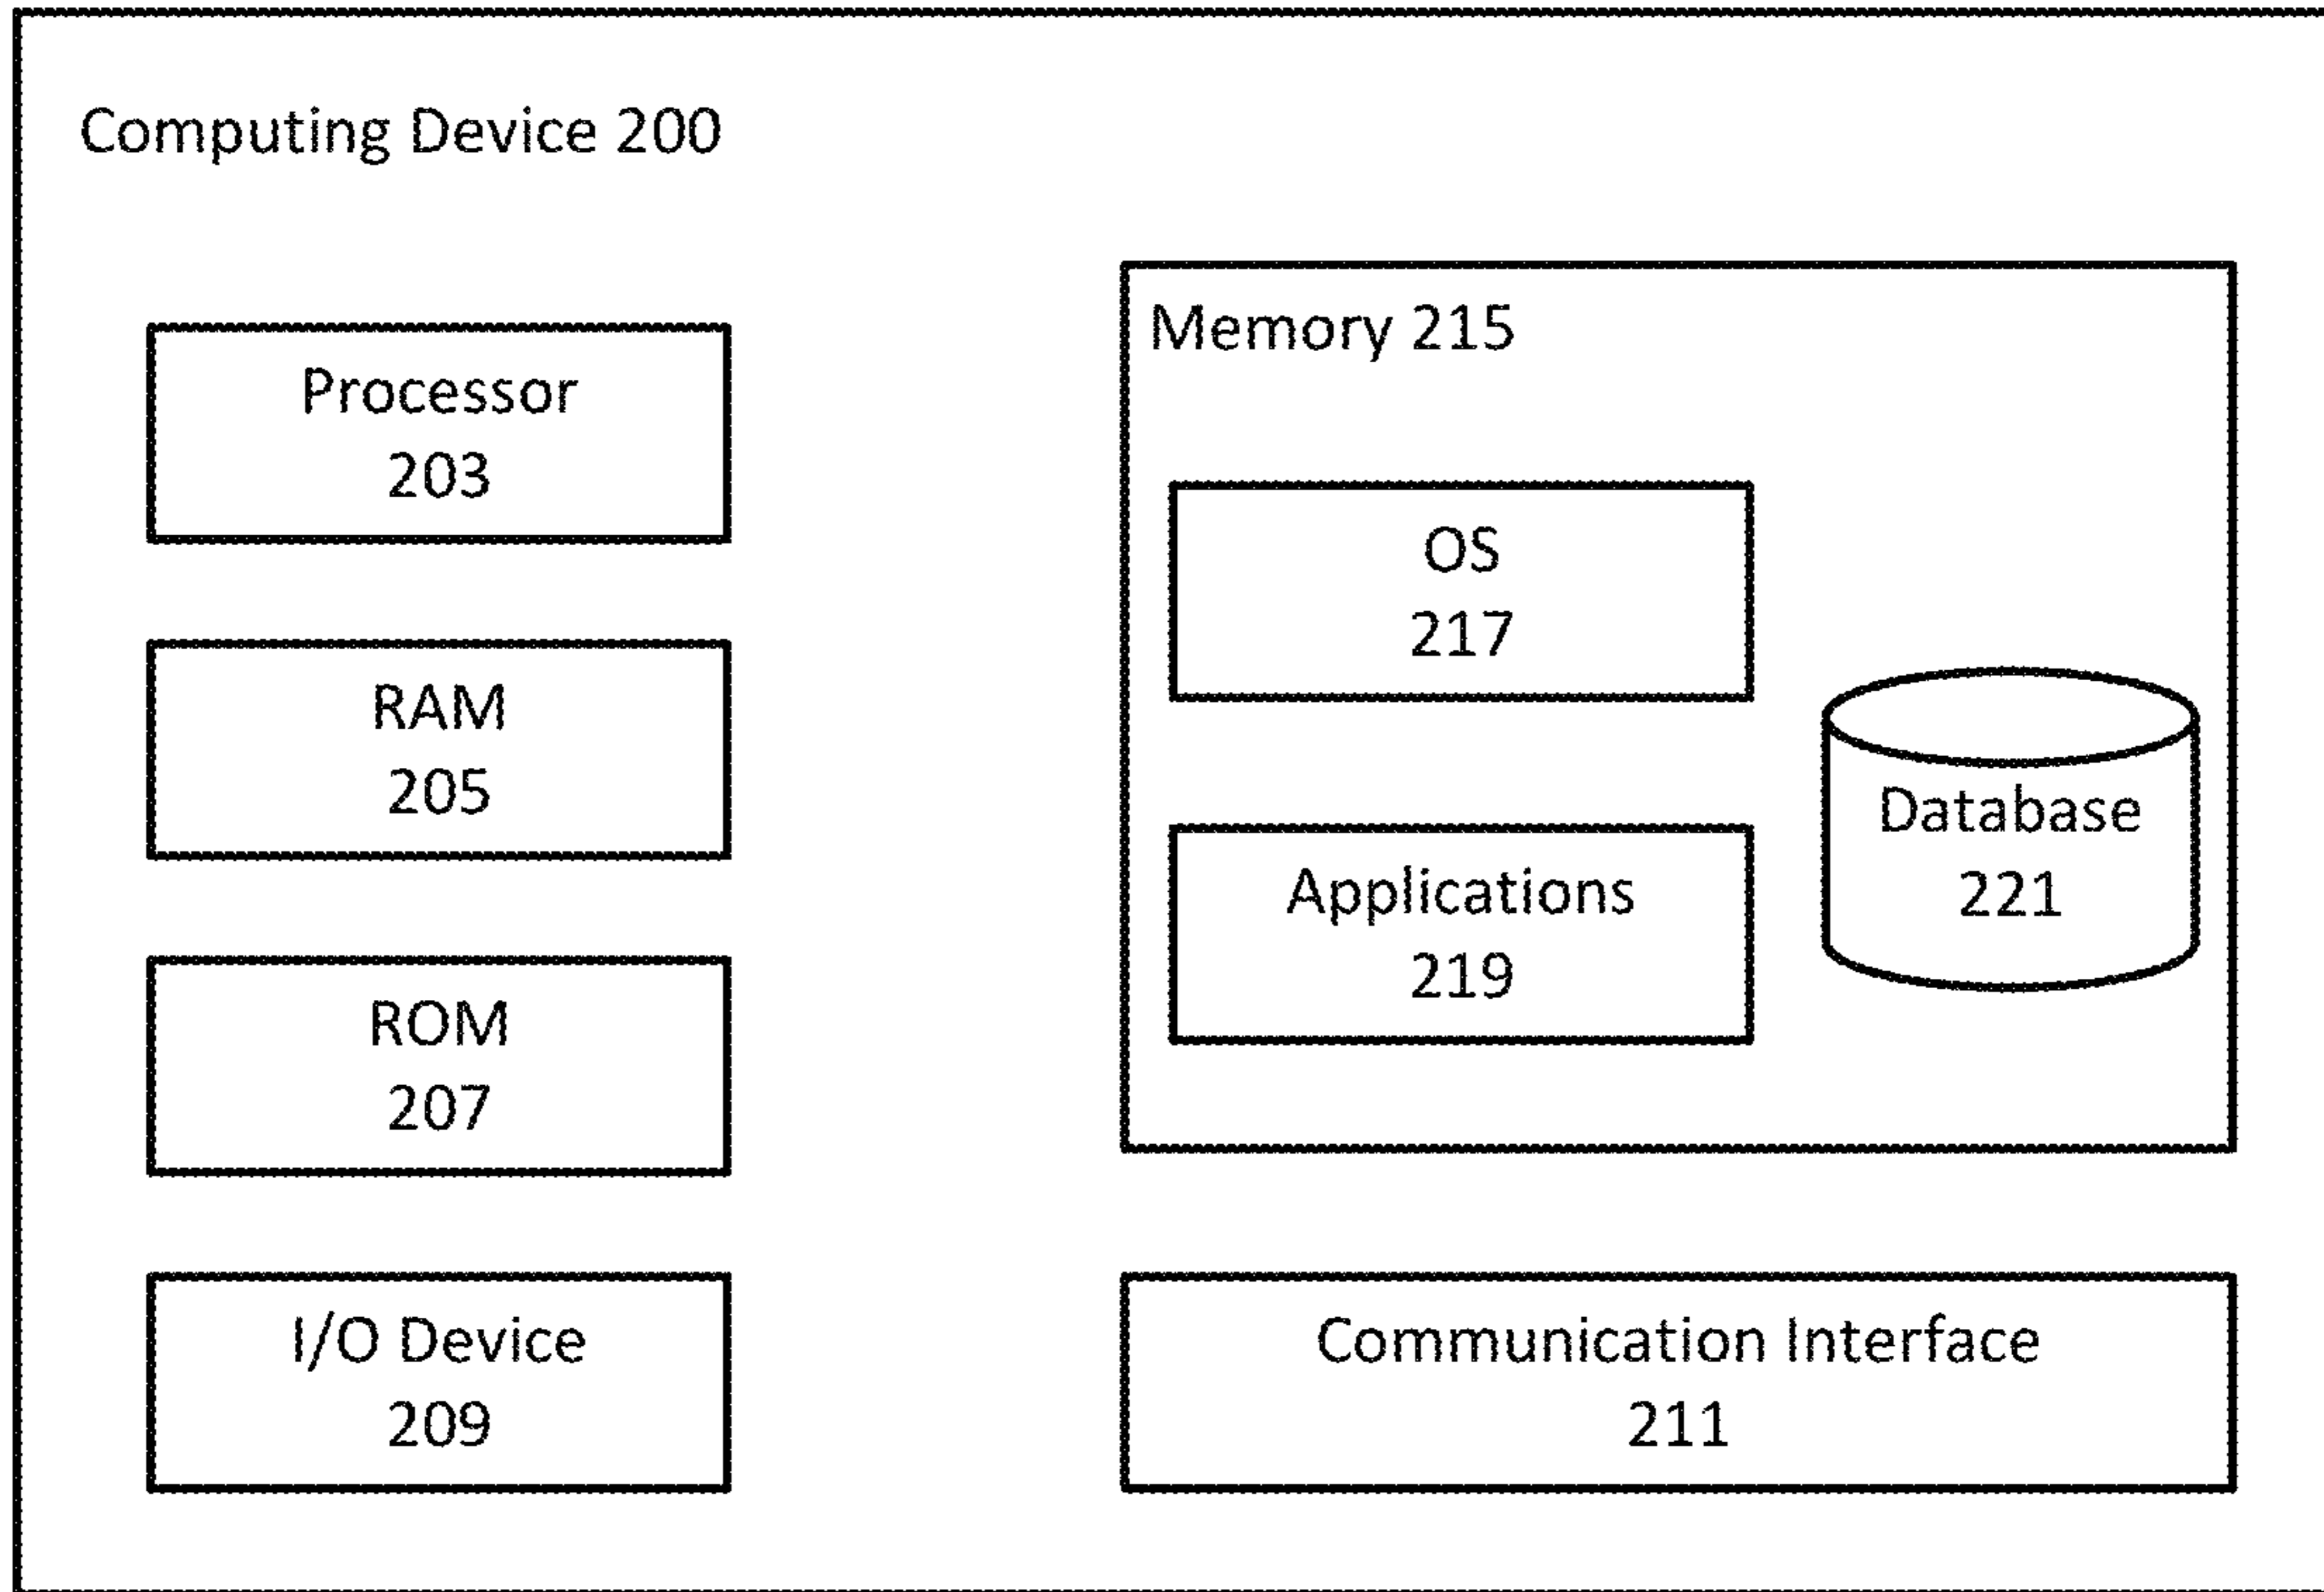 Computing Device 200
Processor
203
RAM
205
ROM
207
I/O Device
209
Memory 215
OS
217
Applications
219
Database
221
Communication Interface
211